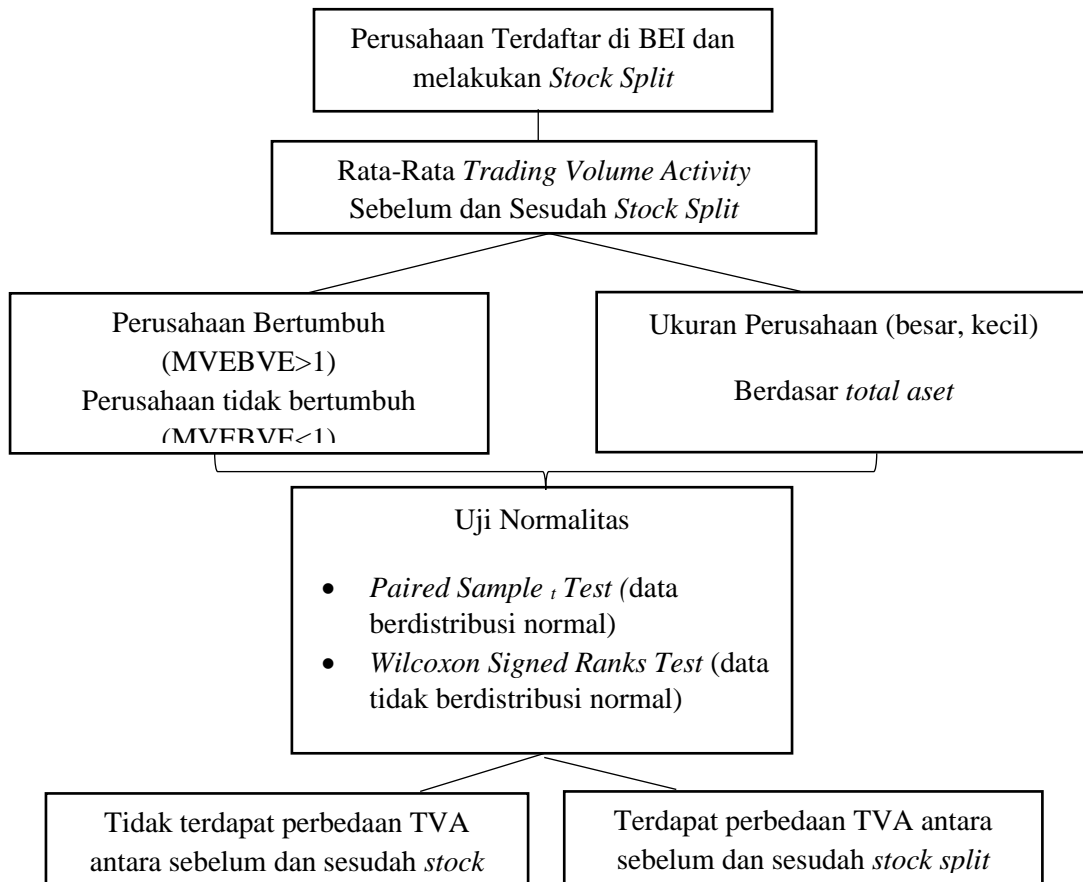 Perusahaan Terdaftar di BEI dan
melakukan Stock Split
Rata-Rata Trading Volume Activity
Sebelum dan Sesudah Stock Split
Perusahaan Bertumbuh
(MVEBVE>1)
Perusahaan tidak bertumbuh
(MVEBVE<1)
Ukuran Perusahaan (besar, kecil)
Berdasar total aset
Uji Normalitas
• Paired Sample t Test (data
berdistribusi normal)
• Wilcoxon Signed Ranks Test (data
tidak berdistribusi normal)
Tidak terdapat perbedaan TVA
antara sebelum dan sesudah stock
Terdapat perbedaan TVA antara
sebelum dan sesudah stock split